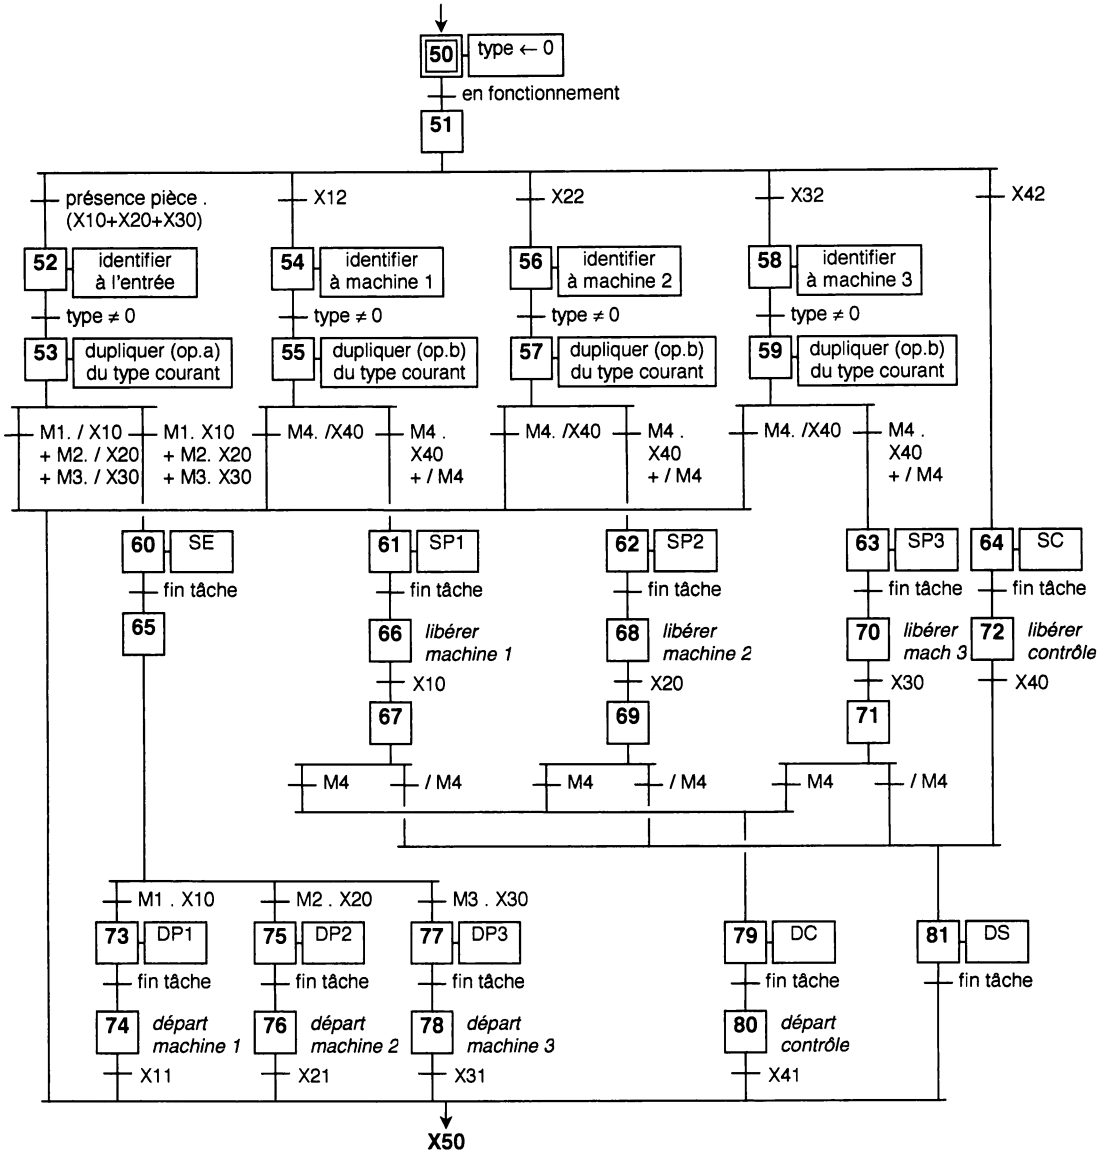 50 type ← 0
en fonctionnement
51
présence pièce . X12 X22 X32 X42
(X10+X20+X30)
52 identifier 54 identifier 56 identifier 58 identifier
à l'entrée à machine 1 à machine 2 à machine 3
type ≠ 0 type ≠ 0 type ≠ 0 type ≠ 0
53 dupliquer (op.a) 55 dupliquer (op.b) 57 dupliquer (op.b) 59 dupliquer (op.b)
du type courant du type courant du type courant du type courant
M1. / X10 M1. X10 M4. /X40 M4 . M4. /X40 M4 . M4. /X40 M4 .
+ M2. / X20 + M2. X20 X40 X40 X40
+ M3. / X30 + M3. X30 + / M4 + / M4 + / M4
60 SE 61 SP1 62 SP2 63 SP3 64 SC
fin tâche fin tâche fin tâche fin tâche fin tâche
65 66 libérer 68 libérer 70 libérer 72 libérer
machine 1 machine 2 mach 3 contrôle
X10 X20 X30 X40
67 69 71
M4 / M4 M4 / M4 M4 / M4
M1 . X10 M2 . X20 M3 . X30
73 DP1 75 DP2 77 DP3 79 DC 81 DS
fin tâche fin tâche fin tâche fin tâche fin tâche
74 départ 76 départ 78 départ 80 départ
machine 1 machine 2 machine 3 contrôle
X11 X21 X31 X41
X50